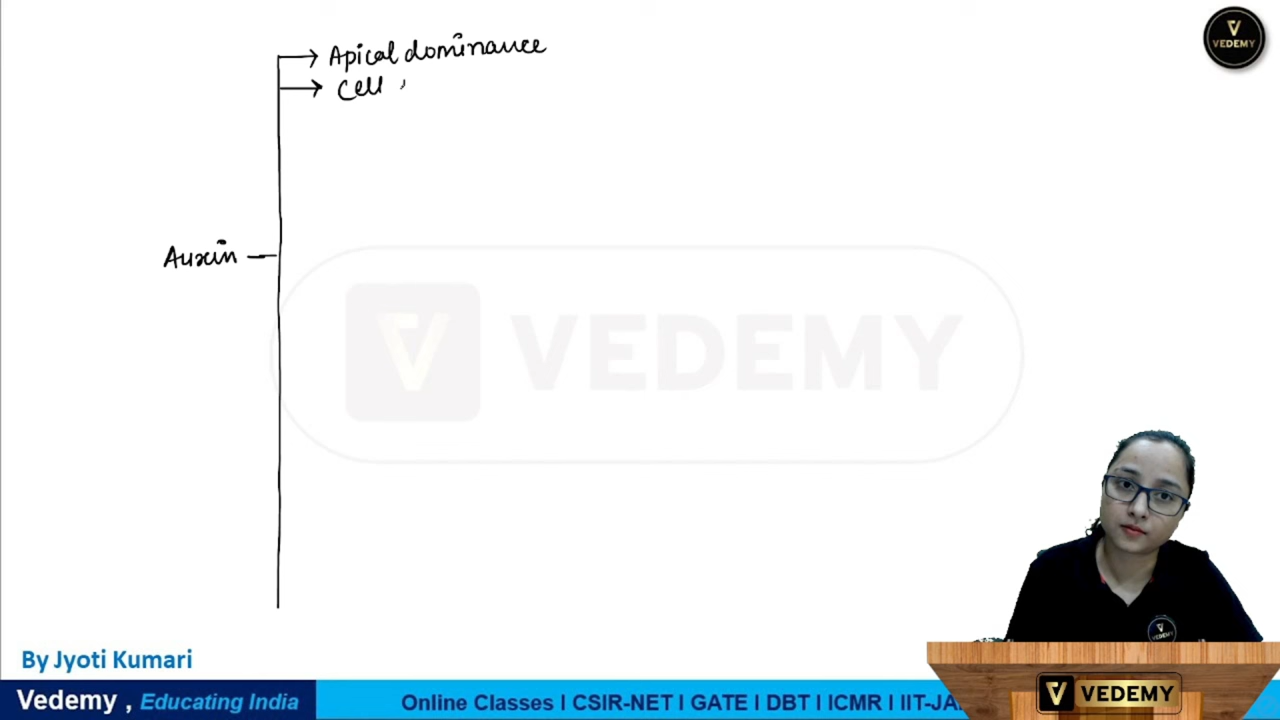 Apical dominance
Cell
Auxin
VEDEMY
VEDEMY
By Jyoti Kumari
Vedemy , Educating India
Online Classes I CSIR-NET I GATE I DBT I ICMR I IIT-JA
VEDEMY
VEDEMY